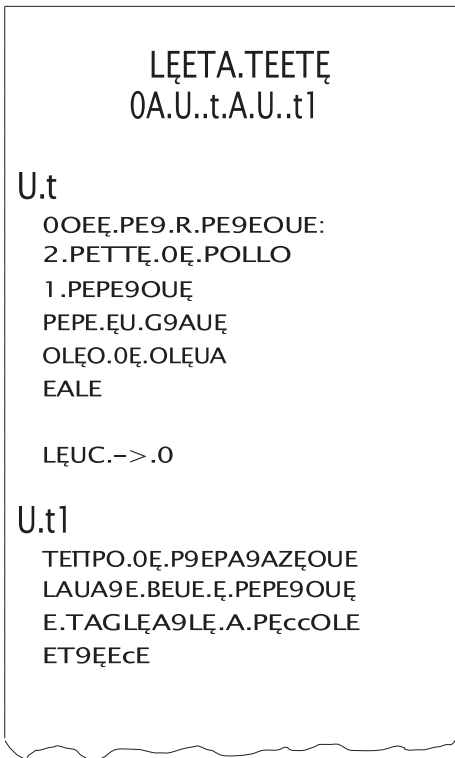 LĘETA.TEETĘ
0A.U..t.A.U..t1
U.t
0OEĘ.PE9.R.PE9EOUE:
2.PETTĘ.0Ę.POLLO
1.PEPE9OUĘ
PEPE.ĘU.G9AUĘ
OLĘO.0Ę.OLĘUA
EALE
LĘUC.->.0
U.t1
TEΠPO.0Ę.P9EPA9AZĘOUE
LAUA9E.BEUE.Ę.PEPE9OUĘ
E.TAGLĘA9LĘ.A.PĘccOLE
ET9ĘEcE